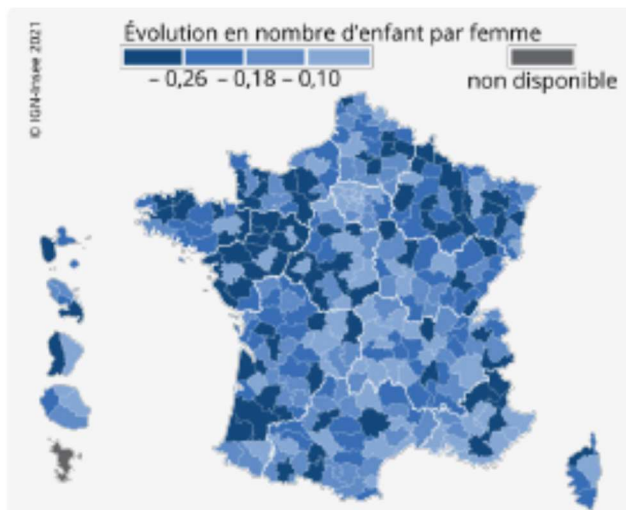 Évolution en nombre d'enfant par femme
– 0,26 – 0,18 – 0,10
non disponible
© IGN-Insee 2021